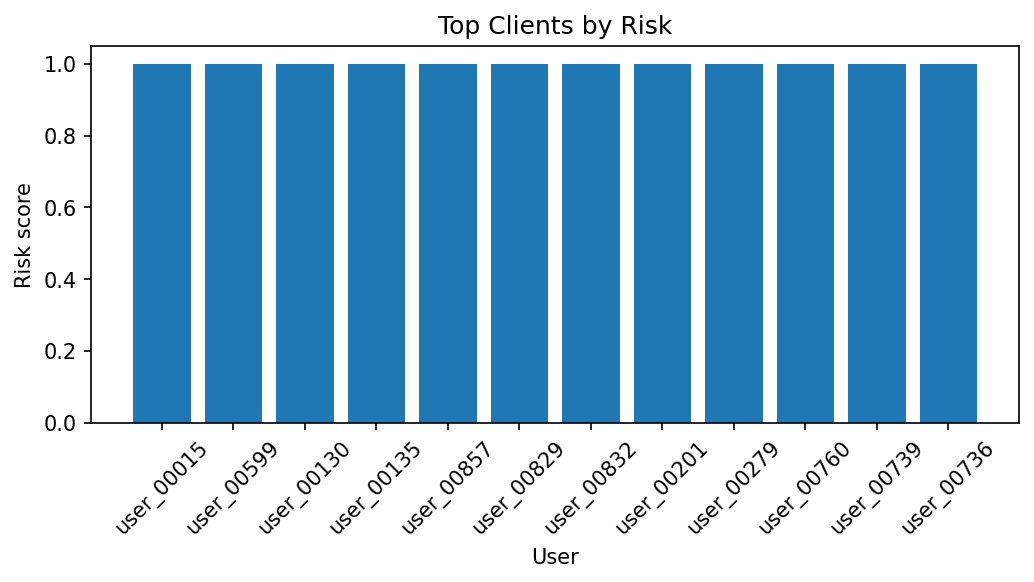 Top Clients by Risk
Risk score
1.0
0.8
0.6
0.4
0.2
0.0
user_00015
user_00599
user_00130
user_00135
user_00857
user_00829
user_00832
user_00201
user_00279
user_00760
user_00739
user_00736
User